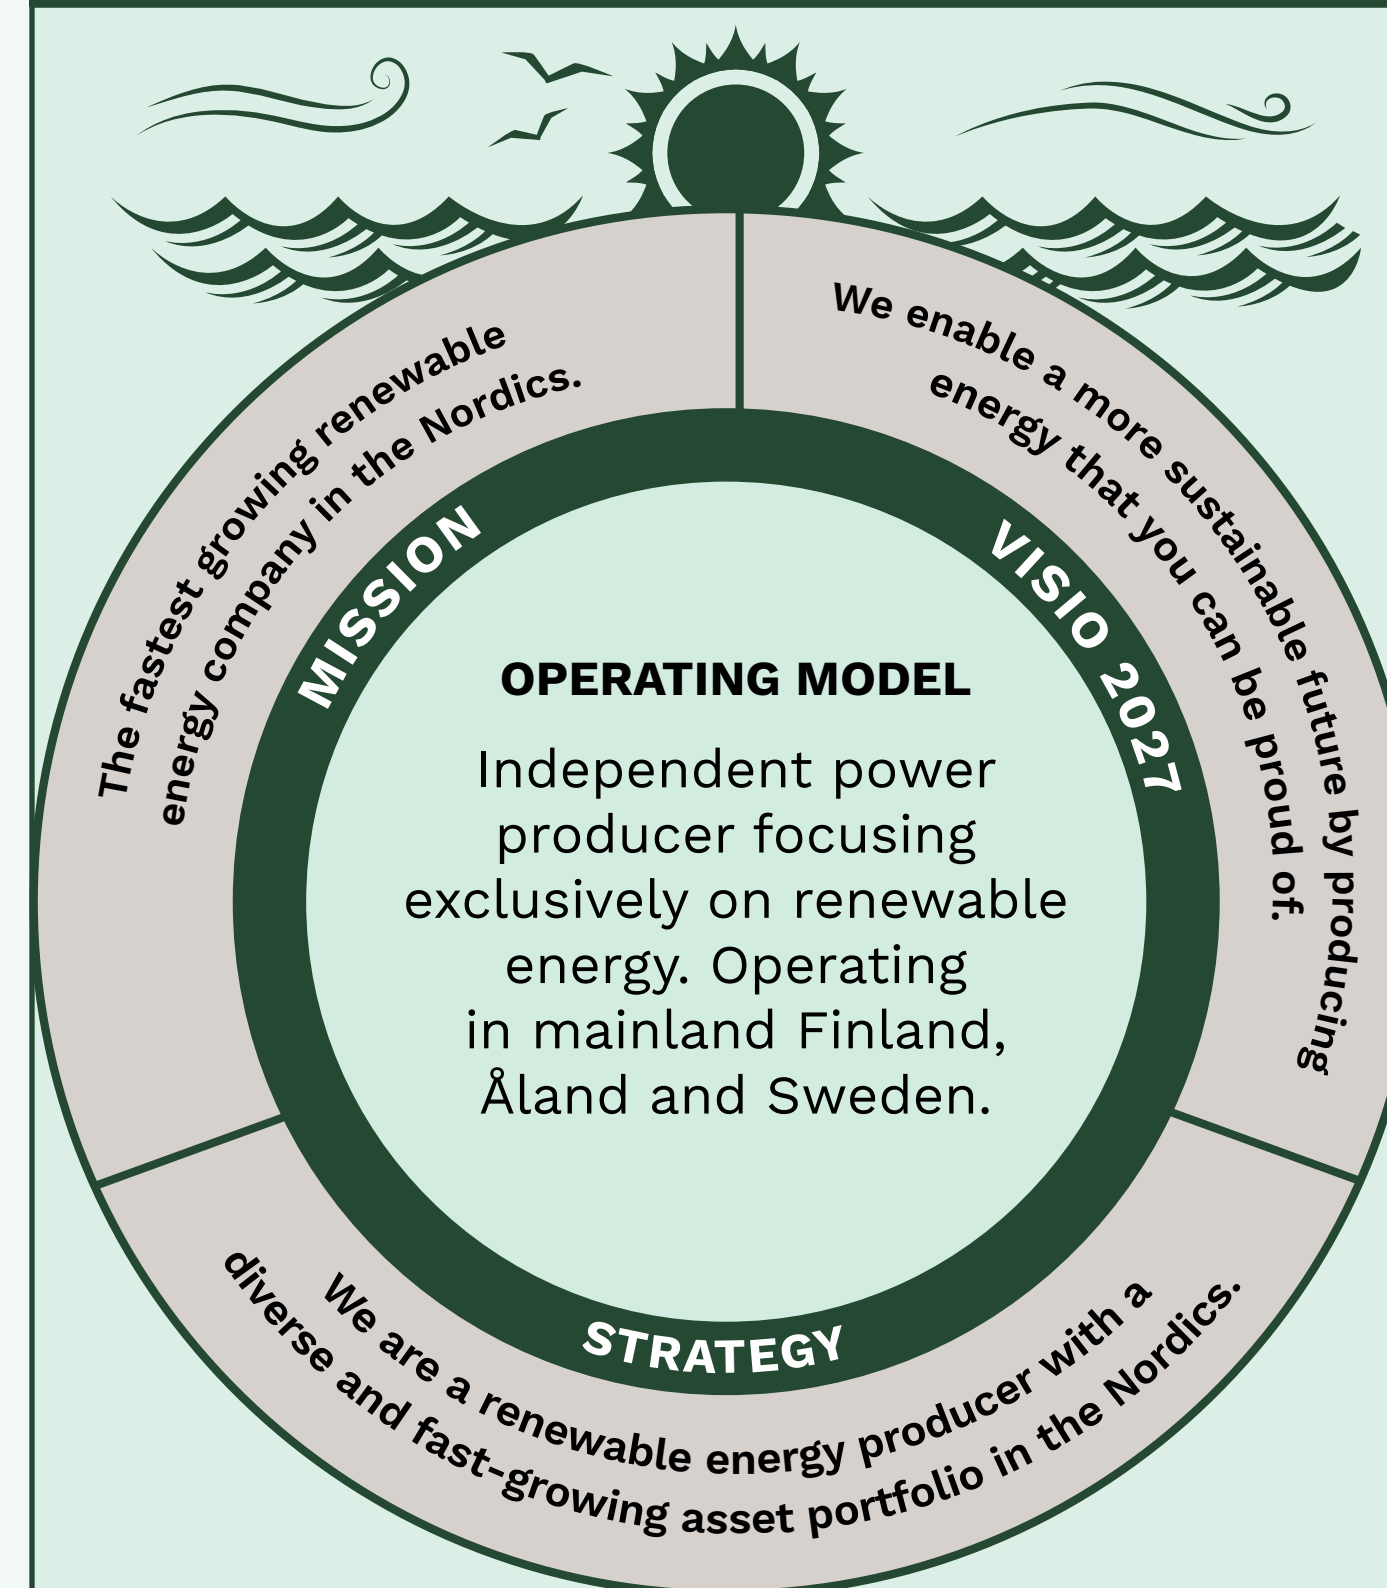 MISSION
The fastest growing renewable
energy company in the Nordics.
VISIO 2027
We enable a more sustainable future by producing
energy that you can be proud of.
OPERATING MODEL
Independent power
producer focusing
exclusively on renewable
energy. Operating
in mainland Finland,
Åland and Sweden.
STRATEGY
We are a renewable energy producer with a
diverse and fast-growing asset portfolio in the Nordics.